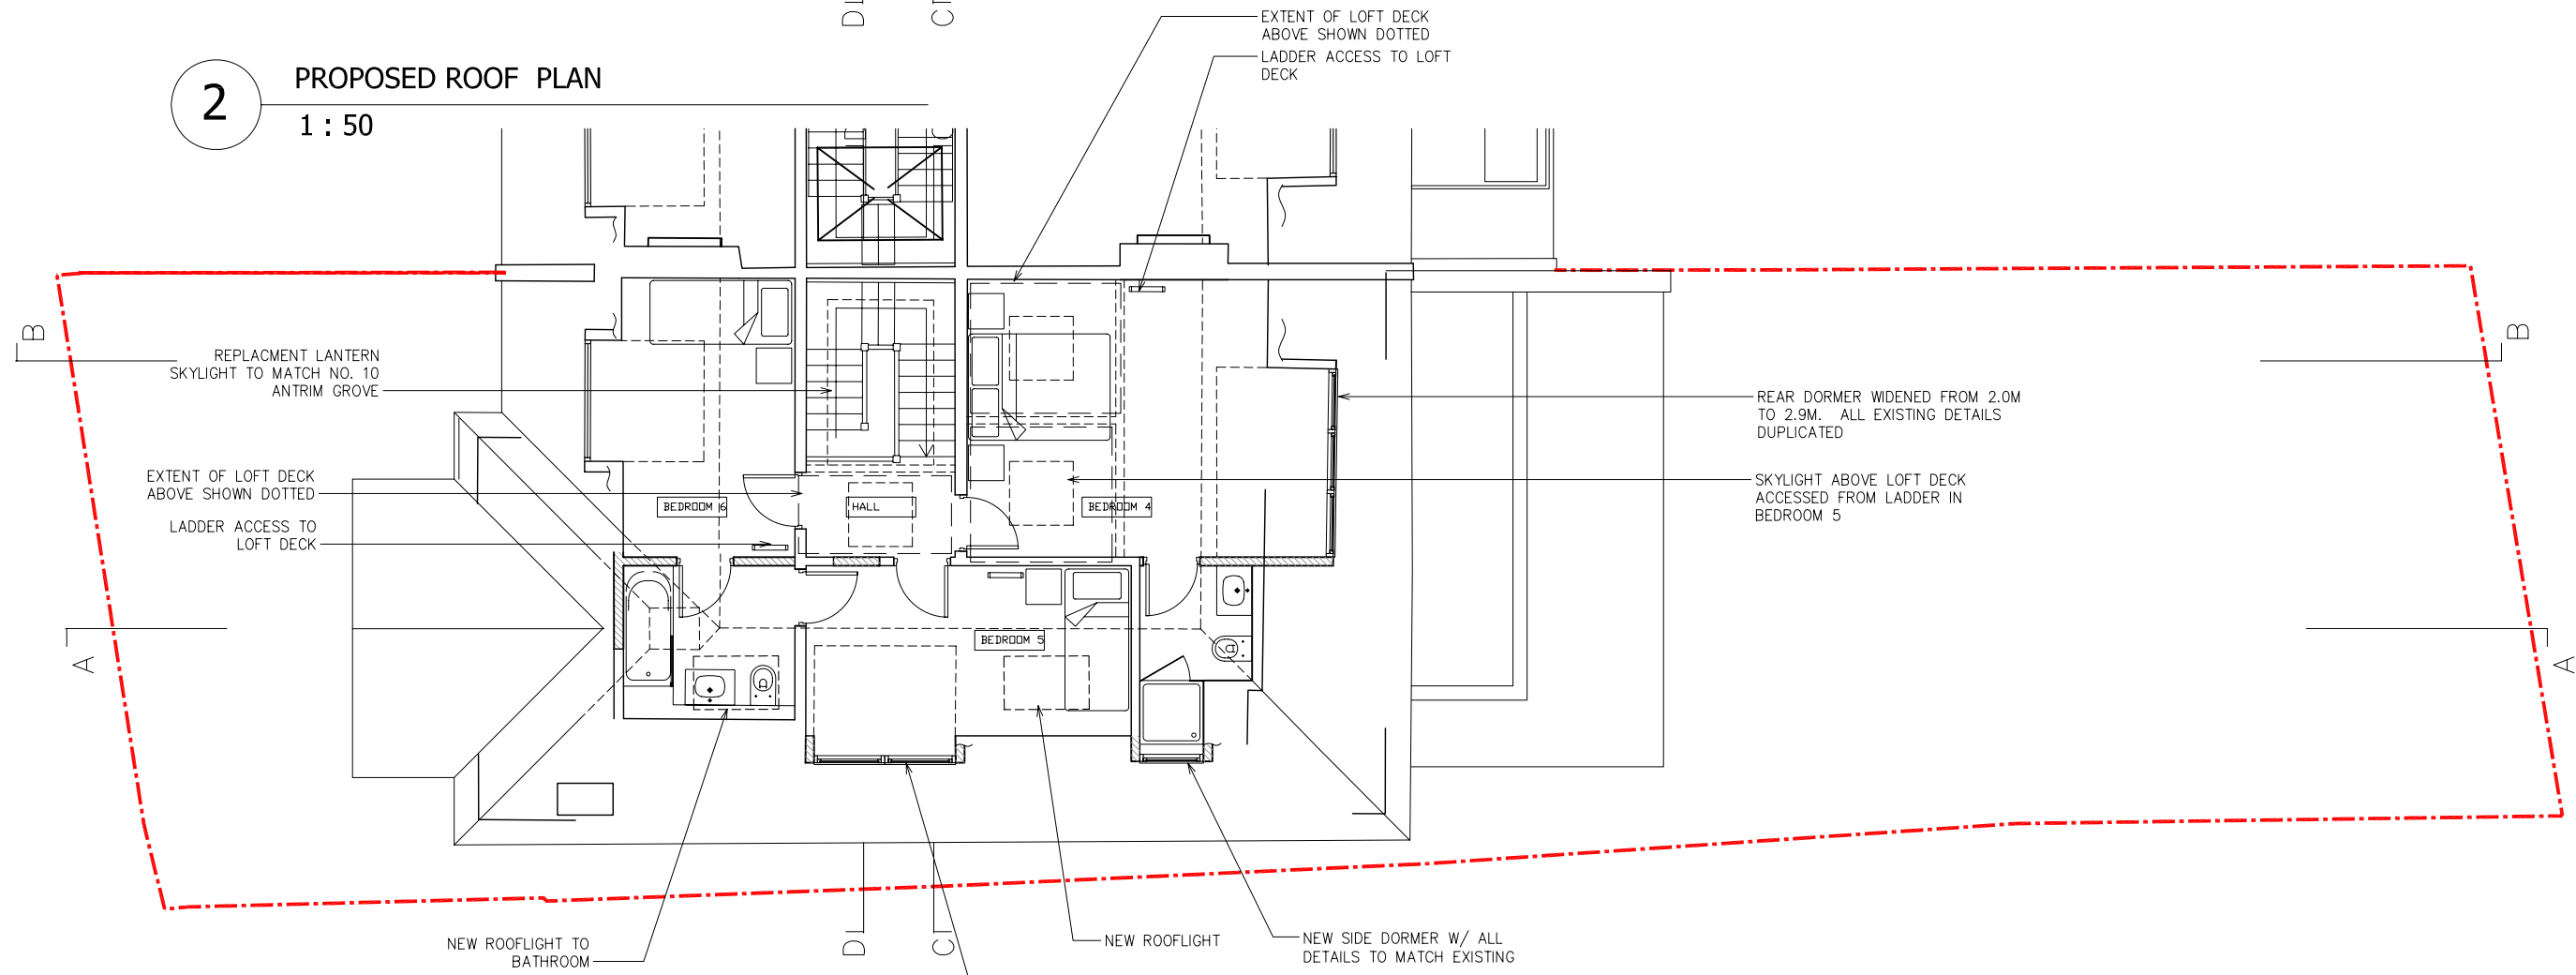 D
C
EXTENT OF LOFT DECK
ABOVE SHOWN DOTTED
LADDER ACCESS TO LOFT
DECK
2
PROPOSED ROOF PLAN
1 : 50
B
B
REPLACMENT LANTERN
SKYLIGHT TO MATCH NO. 10
ANTRIM GROVE
REAR DORMER WIDENED FROM 2.0M
TO 2.9M. ALL EXISTING DETAILS
DUPLICATED
EXTENT OF LOFT DECK
ABOVE SHOWN DOTTED
SKYLIGHT ABOVE LOFT DECK
ACCESSED FROM LADDER IN
BEDROOM 5
BEDROOM 6
HALL
BEDROOM 4
LADDER ACCESS TO
LOFT DECK
BEDROOM 5
A
A
D
C
NEW ROOFLIGHT TO
BATHROOM
NEW ROOFLIGHT
NEW SIDE DORMER W/ ALL
DETAILS TO MATCH EXISTING